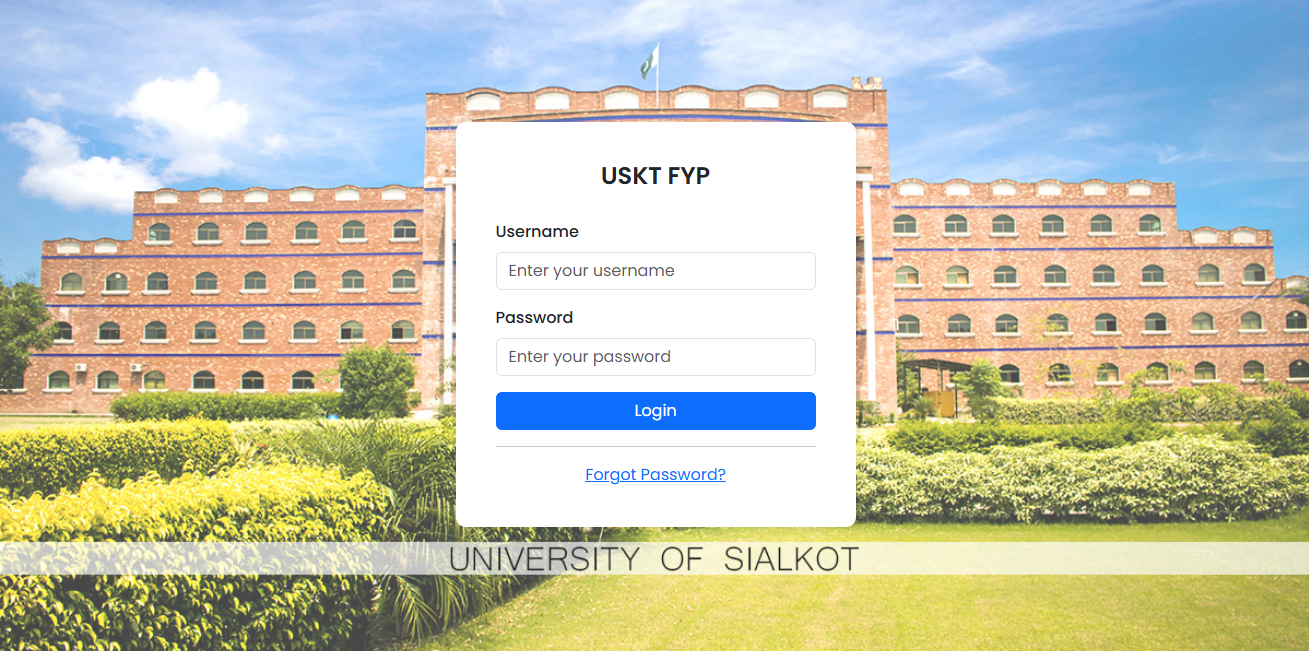 USKT FYP
Username
Enter your username
Password
Enter your password
Login
Forgot Password?
UNIVERSITY OF SIALKOT